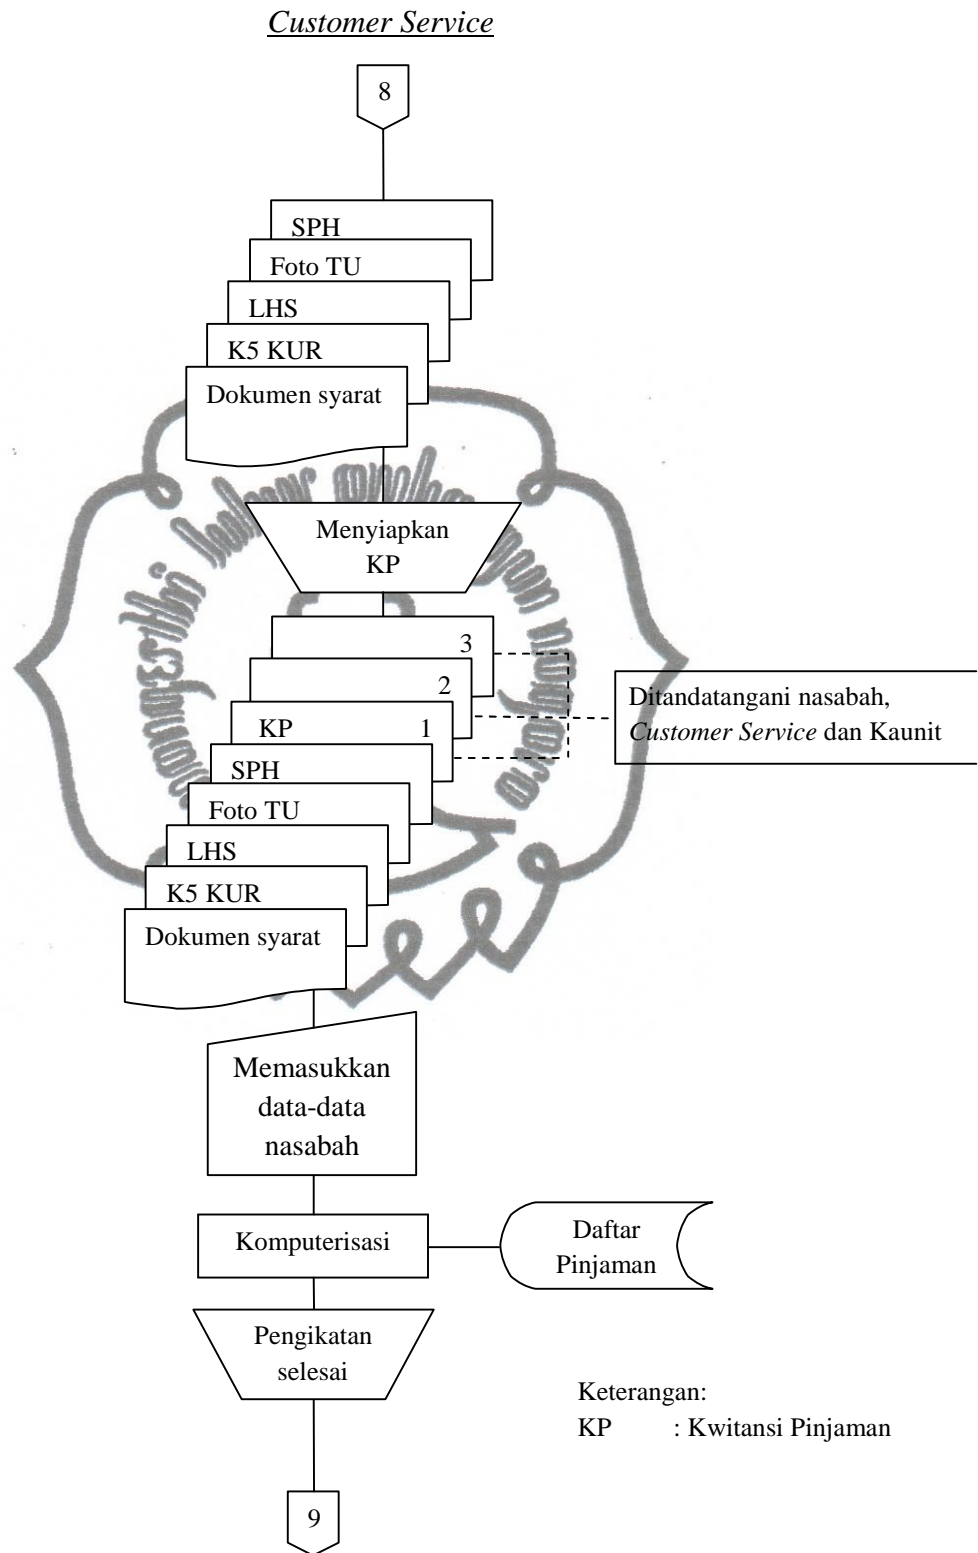 Customer Service
8
SPH
Foto TU
LHS
K5 KUR
Dokumen syarat
Menyiapkan
KP
3
2
KP 1
SPH
Foto TU
LHS
K5 KUR
Dokumen syarat
Ditandatangani nasabah,
Customer Service dan Kaunit
Memasukkan
data-data
nasabah
Komputerisasi
Daftar
Pinjaman
Pengikatan
selesai
Keterangan:
KP : Kwitansi Pinjaman
9